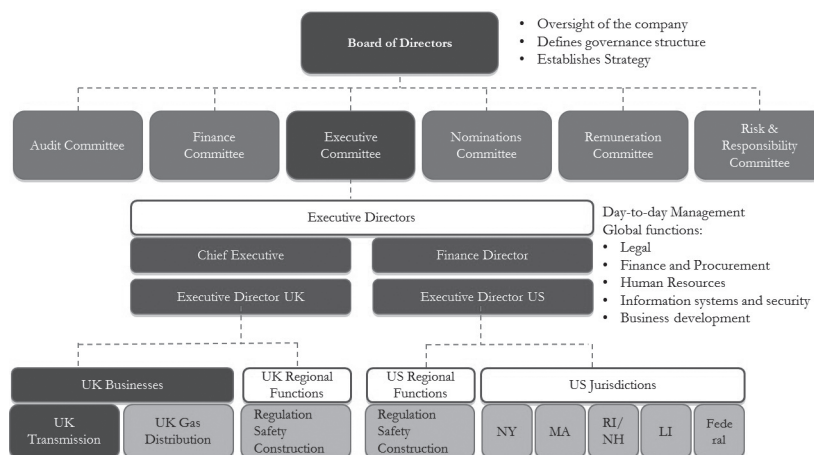 Board of Directors
• Oversight of the company
• Defines governance structure
• Establishes Strategy
Audit Committee
Finance
Committee
Executive
Committee
Nominations
Committee
Remuneration
Committee
Risk &
Responsibility
Committee
Executive Directors
Chief Executive
Finance Director
Executive Director UK
Executive Director US
Day-to-day Management
Global functions:
• Legal
• Finance and Procurement
• Human Resources
• Information systems and security
• Business development
UK Businesses
UK Regional
Functions
US Regional
Functions
US Jurisdictions
UK
Transmission
UK Gas
Distribution
Regulation
Safety
Construction
Regulation
Safety
Construction
NY
MA
RI/
NH
LI
Fede
ral